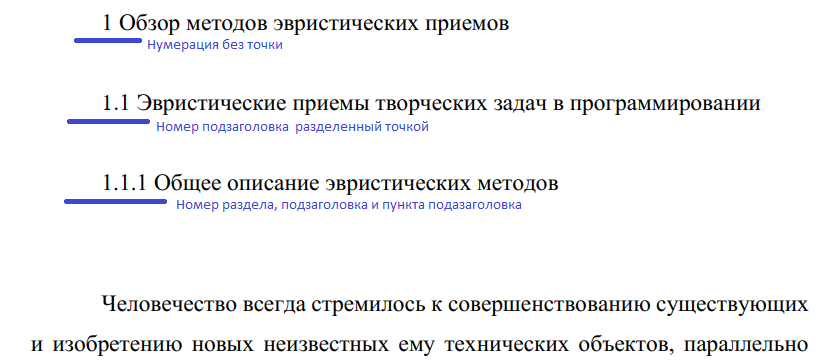 1 Обзор методов эвристических приемов
Нумерация без точки
1.1 Эвристические приемы творческих задач в программировании
Номер подзаголовка разделенный точкой
1.1.1 Общее описание эвристических методов
Номер раздела, подзаголовка и пункта подазаголовка
Человечество всегда стремилось к совершенствованию существующих
и изобретению новых неизвестных ему технических объектов, параллельно